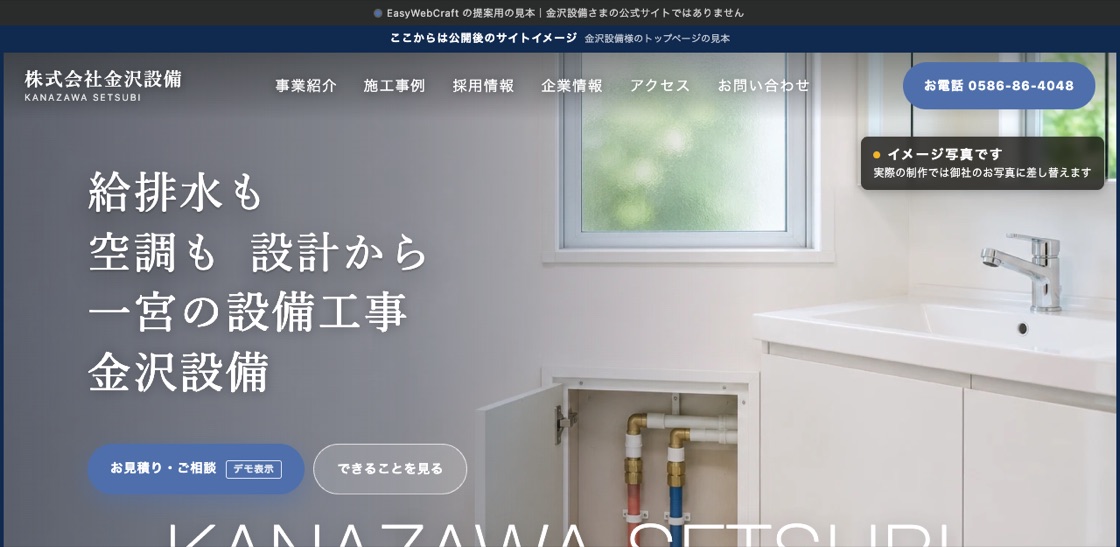 EasyWebCraft の提案用の見本｜金沢設備さまの公式サイトではありません
ここからは公開後のサイトイメージ 金沢設備様のトップページの見本
株式会社金沢設備
KANAZAWA SETSUBI
事業紹介 施工事例 採用情報 企業情報 アクセス お問い合わせ
お電話 0586-86-4048
イメージ写真です
実際の制作では御社のお写真に差し替えます
給排水も
空調も 設計から
一宮の設備工事
金沢設備
お見積り・ご相談 デモ表示
できることを見る
KANAZAWA SETSUBI